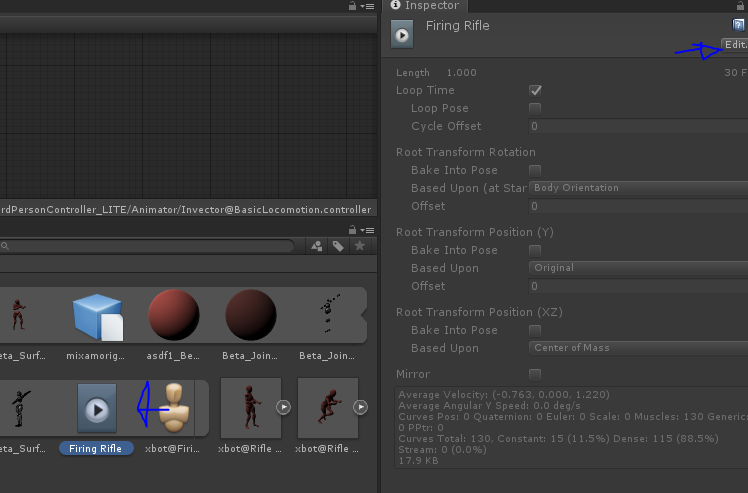 Inspector
Firing Rifle
Edit.
Length 1.000 30 F
Loop Time
Loop Pose
Cycle Offset 0
Root Transform Rotation
Bake Into Pose
Based Upon (at Star Body Orientation
Offset 0
Root Transform Position (Y)
Bake Into Pose
Based Upon Original
Offset 0
Root Transform Position (XZ)
Bake Into Pose
Based Upon Center of Mass
Mirror
Average Velocity: (-0.763, 0.000, 1.220)
Average Angular Y Speed: 0.0 deg/s
Curves Pos: 0 Quaternion: 0 Euler: 0 Scale: 0 Muscles: 130 Generic
0 PPtr: 0
Curves Total: 130, Constant: 15 (11.5%) Dense: 115 (88.5%)
Stream: 0 (0.0%)
17.9 KB
rdPersonController_LITE/Animator/Invector@BasicLocomotion.controller
eta_Surf... mixamorig... asdf1_Be... Beta_Join... Beta_Join...
eta_Surf... Firing Rifle xbot@Firi... xbot@Rifle ... xbot@Rifle ...